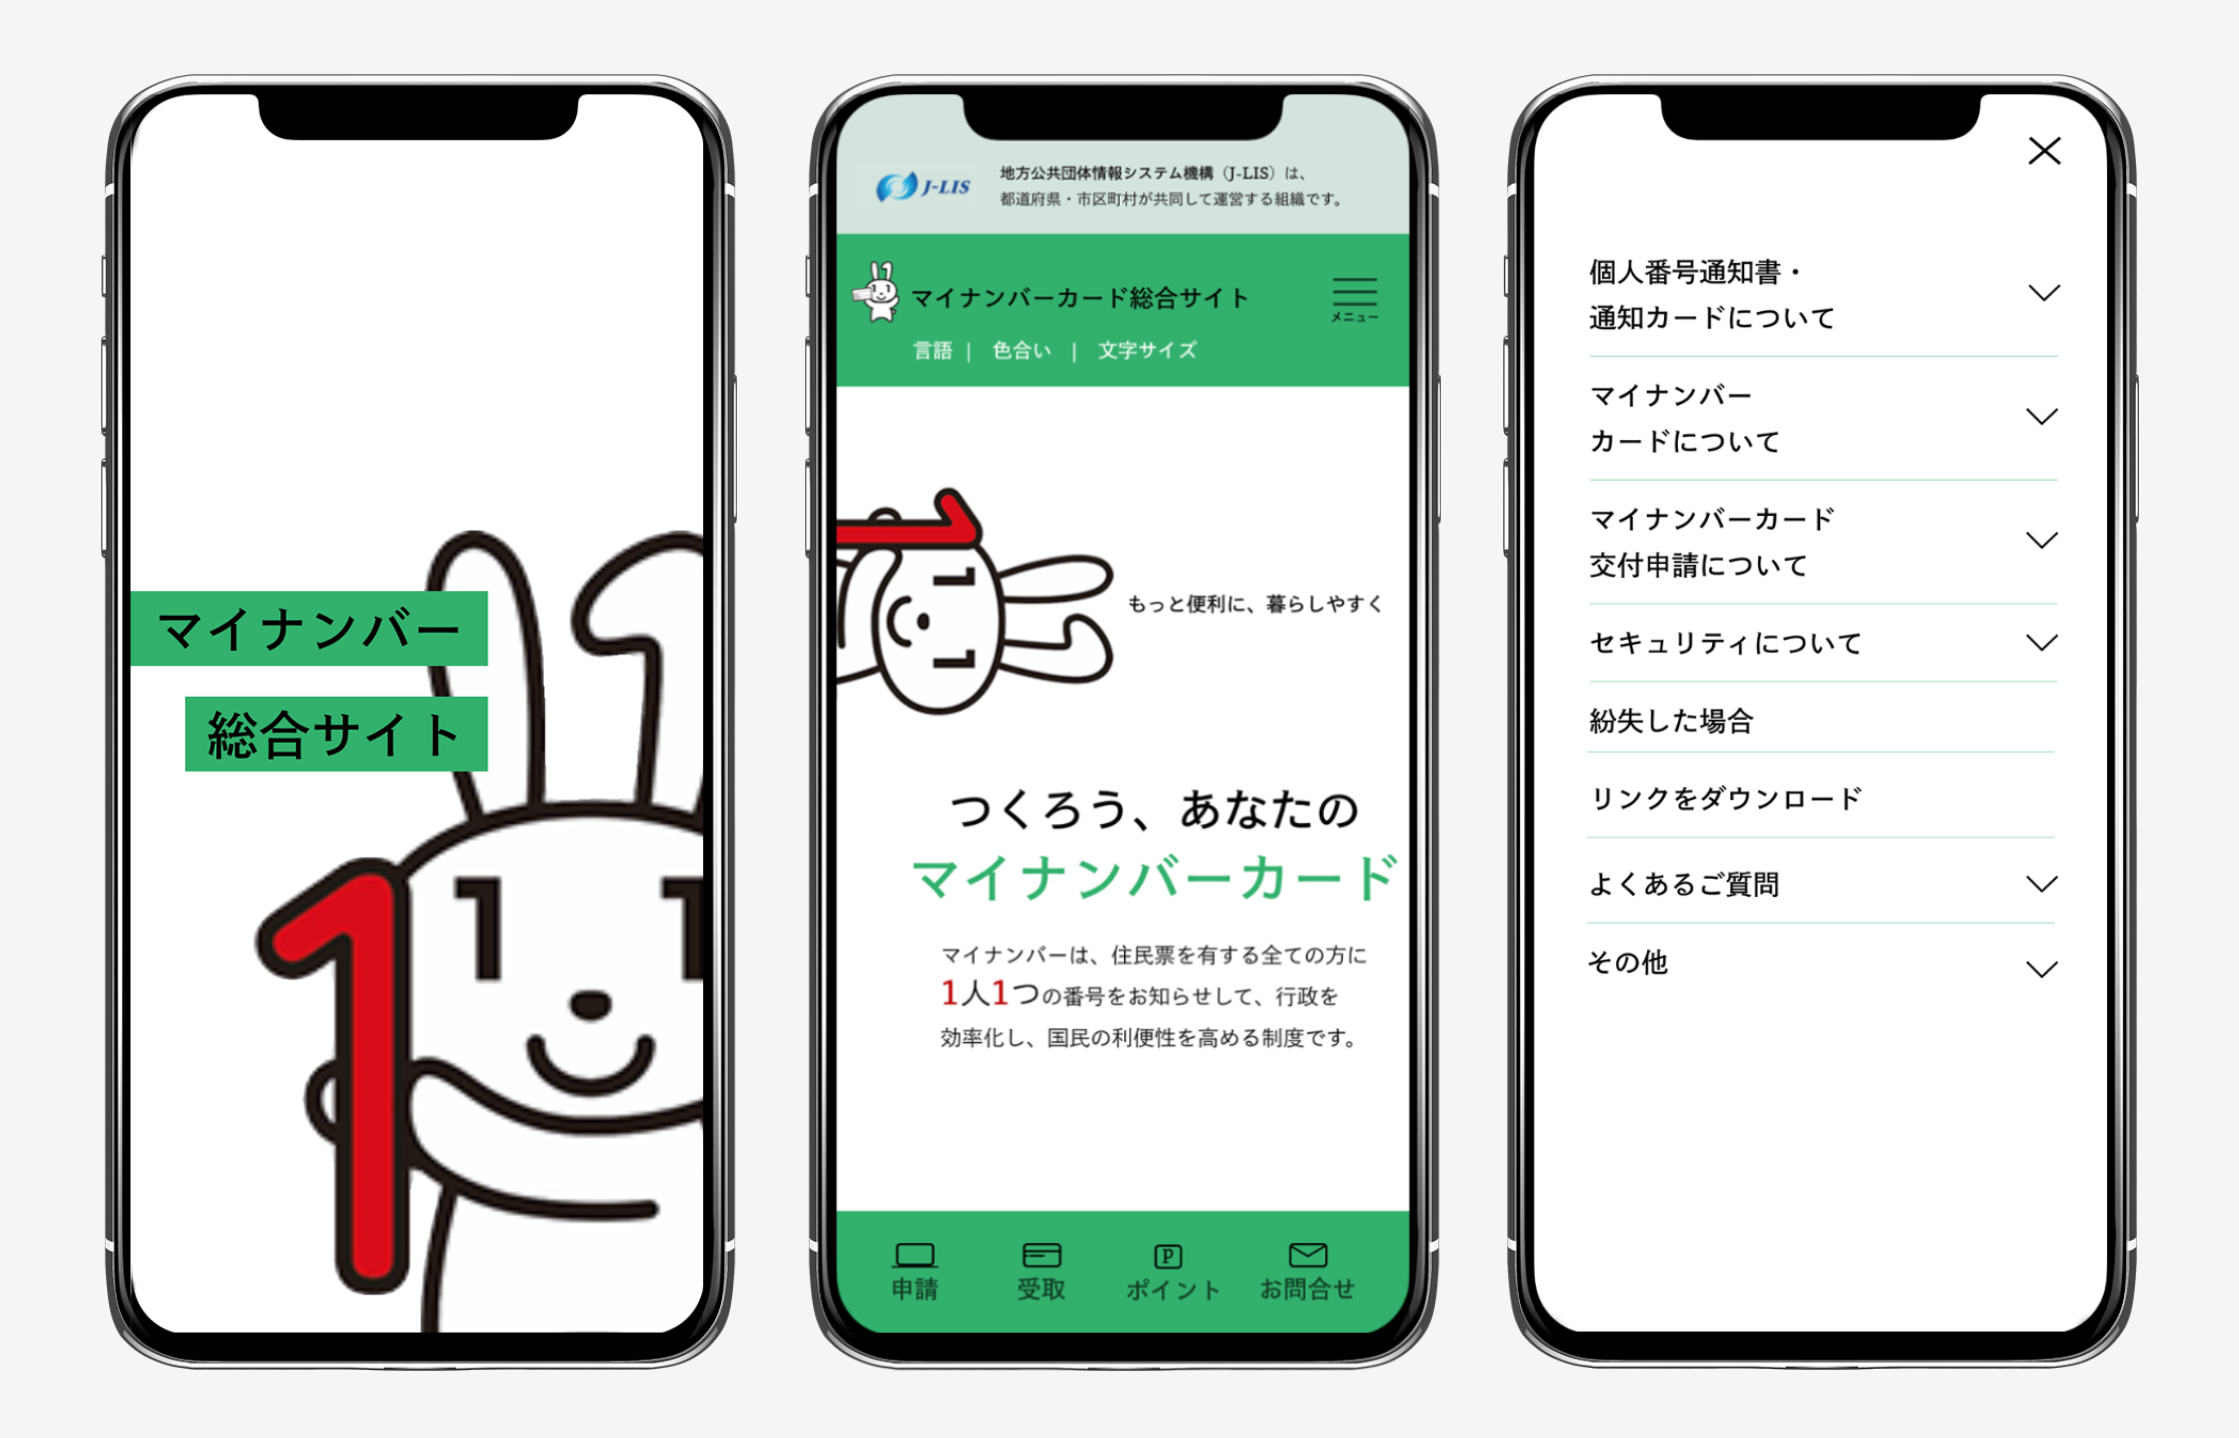 マイナンバー
総合サイト
J-LIS
地方公共団体情報システム機構（J-LIS）は、
都道府県・市区町村が共同して運営する組織です。
マイナンバーカード総合サイト
メニュー
言語 | 色合い | 文字サイズ
もっと便利に、暮らしやすく
つくろう、あなたの
マイナンバーカード
マイナンバーは、住民票を有する全ての方に
1人1つの番号をお知らせして、行政を
効率化し、国民の利便性を高める制度です。
P
申請 受取 ポイント お問合せ
個人番号通知書・
通知カードについて
マイナンバー
カードについて
マイナンバーカード
交付申請について
セキュリティについて
紛失した場合
リンクをダウンロード
よくあるご質問
その他